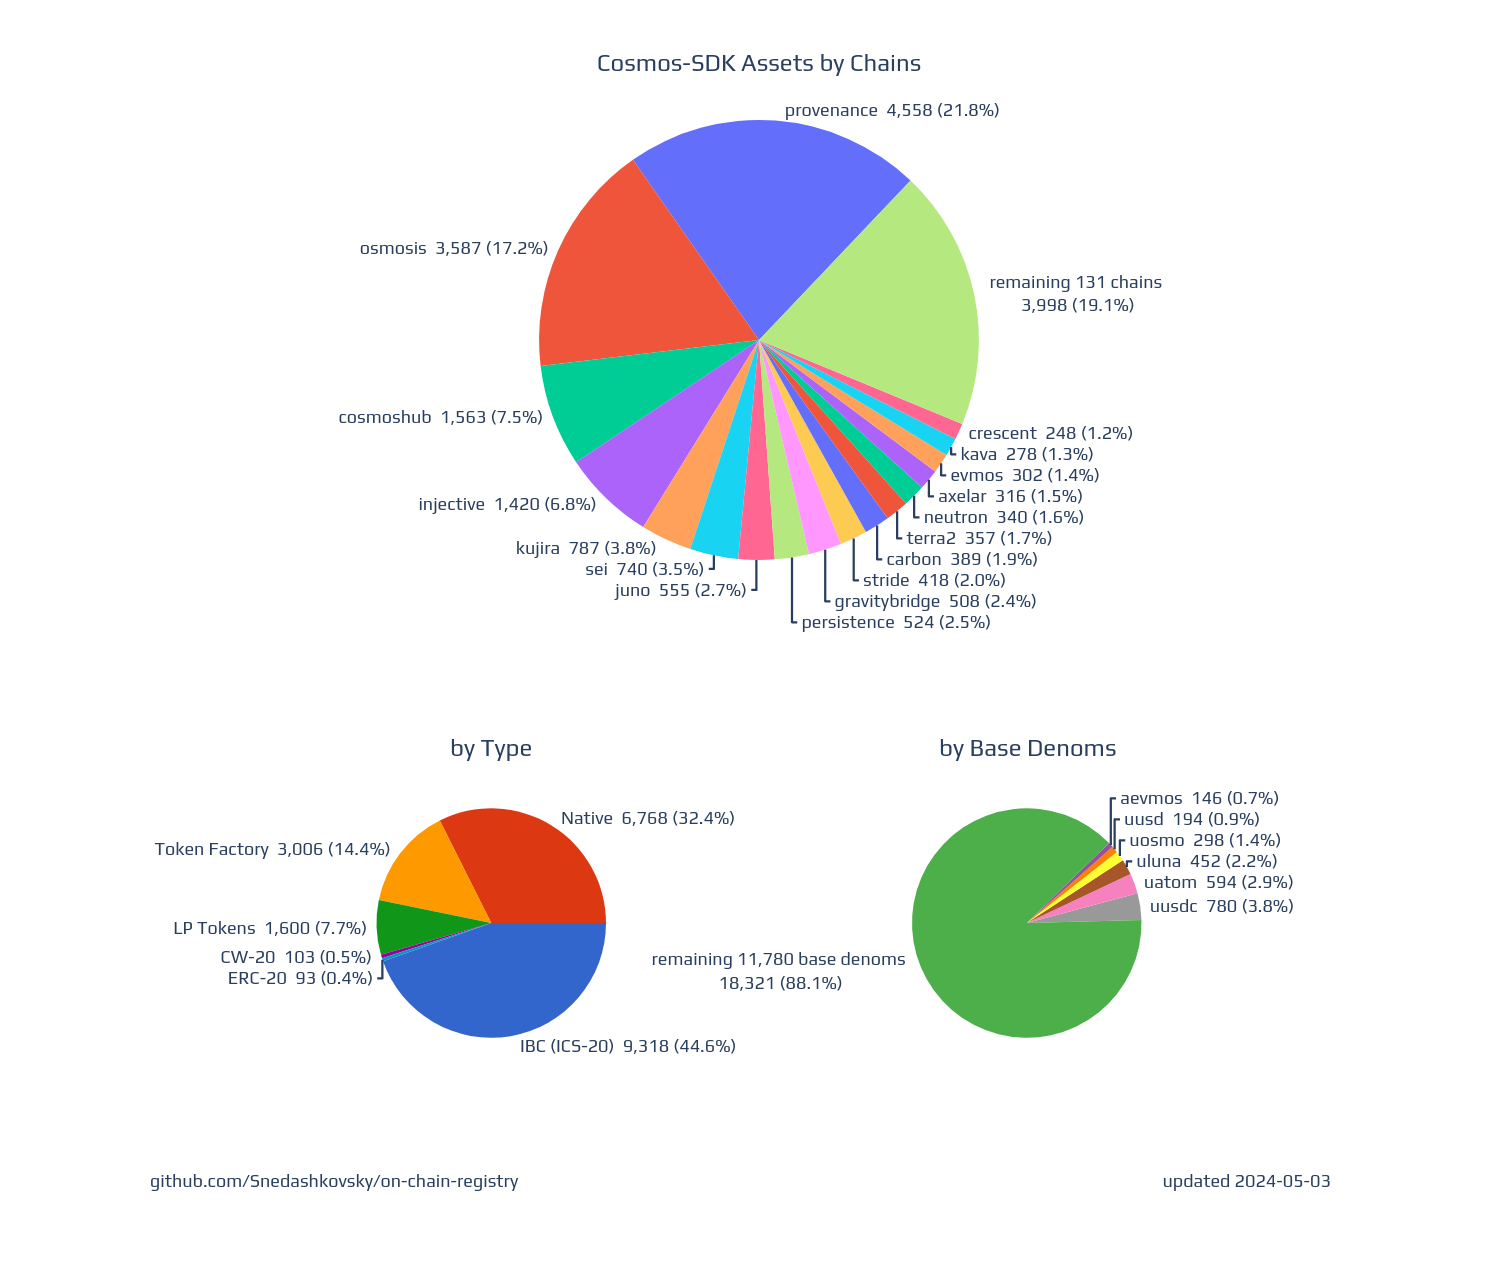 Cosmos-SDK Assets by Chains
provenance 4,558 (21.8%)
osmosis 3,587 (17.2%)
remaining 131 chains
3,998 (19.1%)
cosmoshub 1,563 (7.5%)
crescent 248 (1.2%)
kava 278 (1.3%)
evmos 302 (1.4%)
axelar 316 (1.5%)
injective 1,420 (6.8%)
neutron 340 (1.6%)
terra2 357 (1.7%)
kujira 787 (3.8%)
carbon 389 (1.9%)
sei 740 (3.5%)
stride 418 (2.0%)
juno 555 (2.7%)
gravitybridge 508 (2.4%)
persistence 524 (2.5%)
by Type
Native 6,768 (32.4%)
Token Factory 3,006 (14.4%)
LP Tokens 1,600 (7.7%)
CW-20 103 (0.5%)
ERC-20 93 (0.4%)
IBC (ICS-20) 9,318 (44.6%)
by Base Denoms
aevmos 146 (0.7%)
uusd 194 (0.9%)
uosmo 298 (1.4%)
uluna 452 (2.2%)
uatom 594 (2.9%)
uusdc 780 (3.8%)
remaining 11,780 base denoms
18,321 (88.1%)
github.com/Snedashkovsky/on-chain-registry
updated 2024-05-03